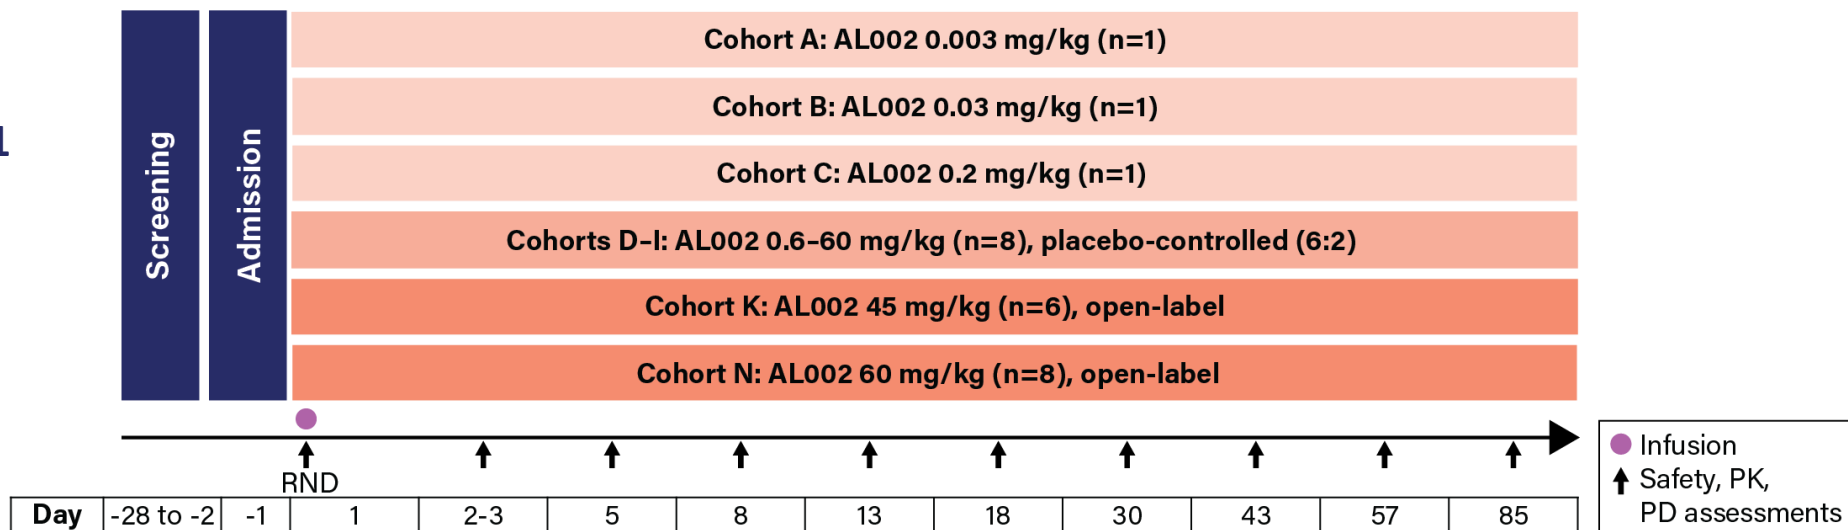 Screening
Admission
Cohort A: AL002 0.003 mg/kg (n=1)
Cohort B: AL002 0.03 mg/kg (n=1)
Cohort C: AL002 0.2 mg/kg (n=1)
Cohorts D–I: AL002 0.6–60 mg/kg (n=8), placebo-controlled (6:2)
Cohort K: AL002 45 mg/kg (n=6), open-label
Cohort N: AL002 60 mg/kg (n=8), open-label
RND
Day -28 to -2 -1 1 2-3 5 8 13 18 30 43 57 85
Infusion
Safety, PK,
PD assessments